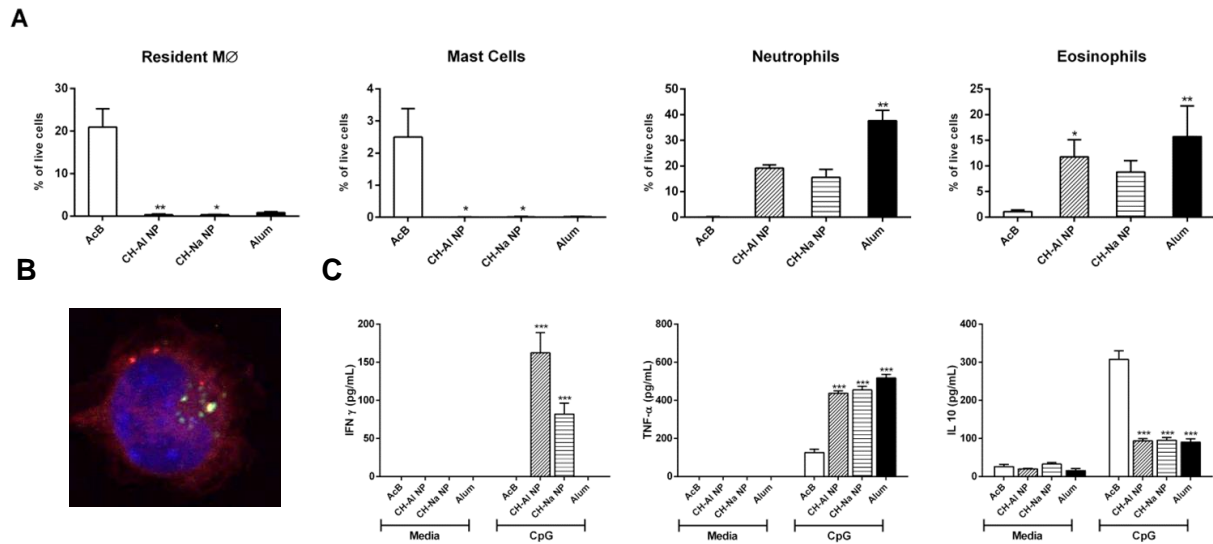 A
Resident MØ
% of live cells
30
20
10
0
AcB
CH-Al NP
CH-Na NP
Alum
**
*
Mast Cells
% of live cells
4
3
2
1
0
AcB
CH-Al NP
CH-Na NP
Alum
*
*
Neutrophils
% of live cells
50
40
30
20
10
0
AcB
CH-Al NP
CH-Na NP
Alum
**
Eosinophils
% of live cells
25
20
15
10
5
0
AcB
CH-Al NP
CH-Na NP
Alum
*
**
B
C
IFN γ (pg/mL)
200
150
100
50
0
***
***
AcB
CH-Al NP
CH-Na NP
Alum
AcB
CH-Al NP
CH-Na NP
Alum
Media
CpG
TNF-α (pg/mL)
800
600
400
200
0
***
***
***
AcB
CH-Al NP
CH-Na NP
Alum
AcB
CH-Al NP
CH-Na NP
Alum
Media
CpG
IL 10 (pg/mL)
400
300
200
100
0
***
***
***
AcB
CH-Al NP
CH-Na NP
Alum
AcB
CH-Al NP
CH-Na NP
Alum
Media
CpG